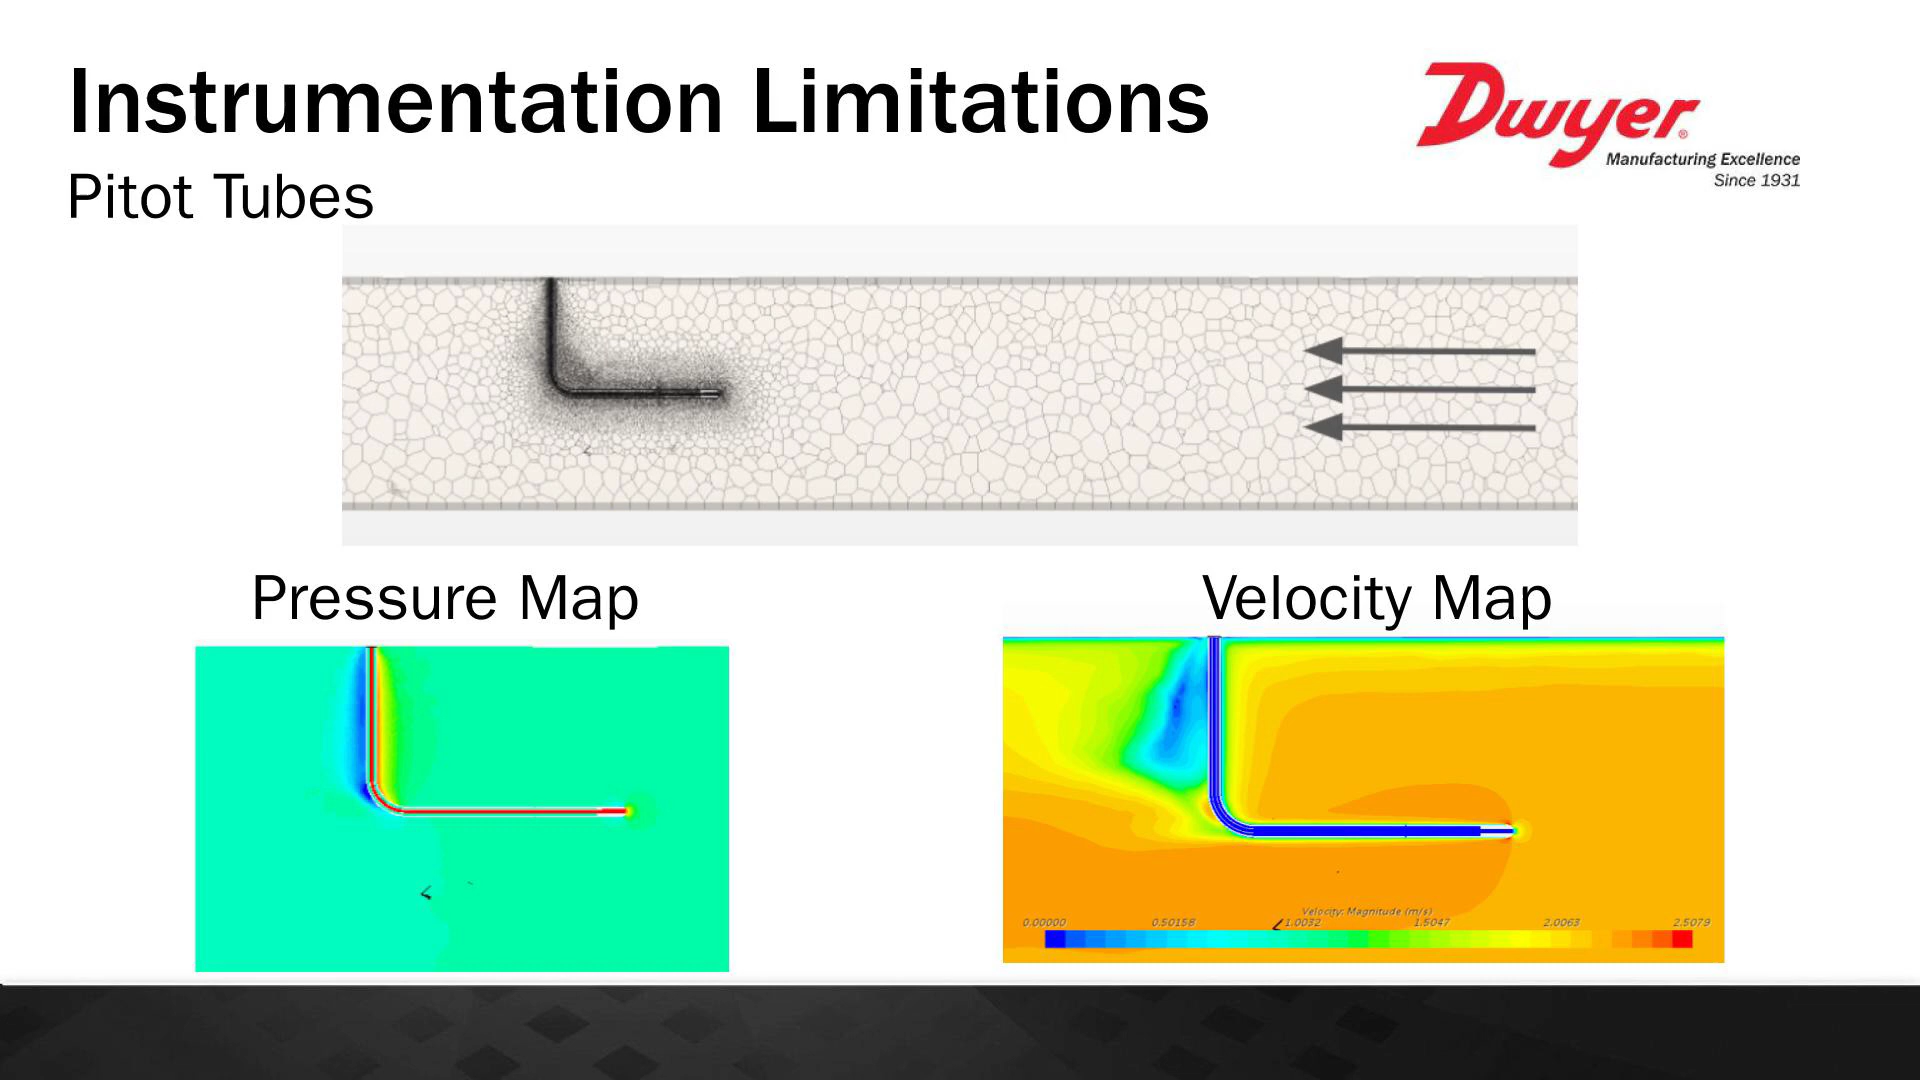 Instrumentation Limitations
Pitot Tubes
Dwyer®
Manufacturing Excellence
Since 1931
Pressure Map
Velocity Map
Velocity: Magnitude (m/s)
0.00000 0.50158 1.0032 1.5047 2.0063 2.5079